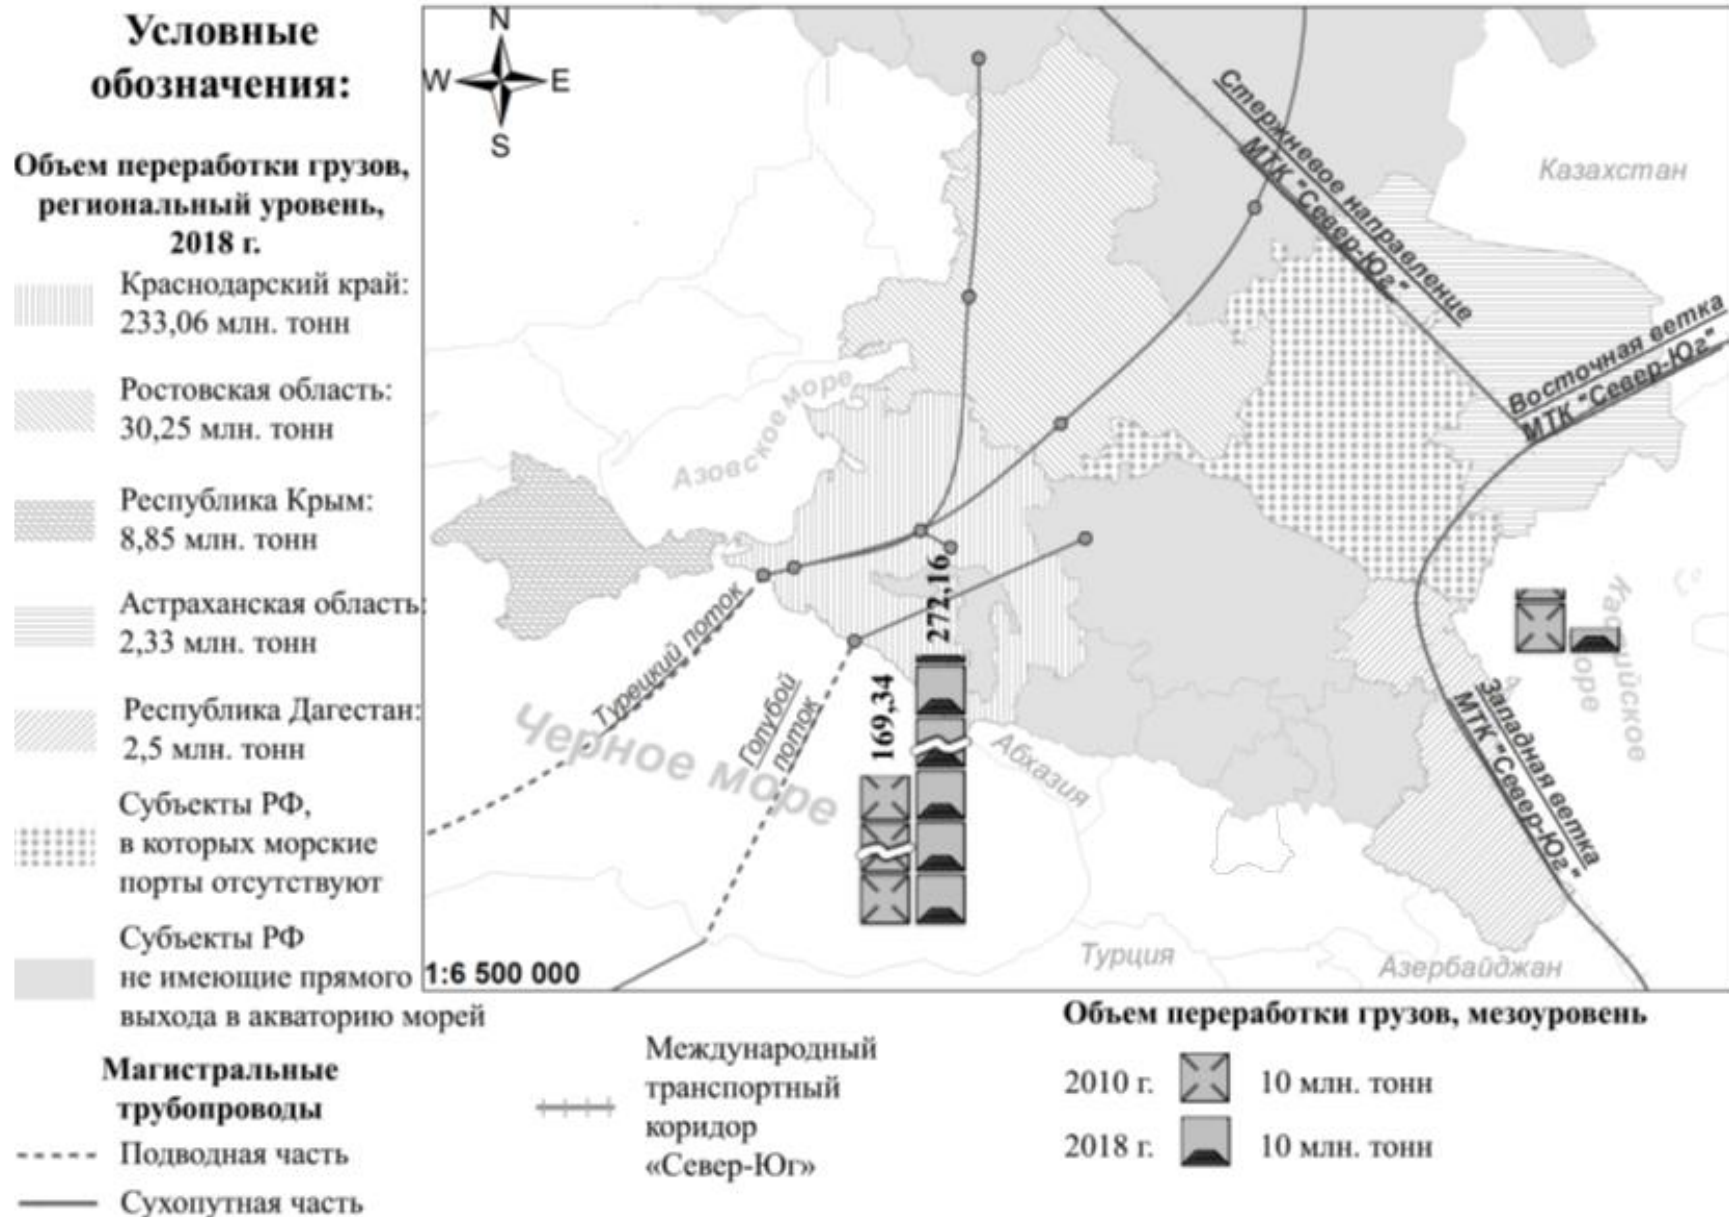 Условные
обозначения:
Объем переработки грузов,
региональный уровень,
2018 г.
Краснодарский край:
233,06 млн. тонн
Ростовская область:
30,25 млн. тонн
Республика Крым:
8,85 млн. тонн
Астраханская область:
2,33 млн. тонн
Республика Дагестан:
2,5 млн. тонн
Субъекты РФ,
в которых морские
порты отсутствуют
Субъекты РФ
не имеющие прямого
выхода в акваторию морей
Магистральные
трубопроводы
Подводная часть
Сухопутная часть
Международный
транспортный
коридор
«Север-Юг»
Объем переработки грузов, мезоуровень
2010 г. 10 млн. тонн
2018 г. 10 млн. тонн
N
W E
S
Казахстан
Стержневое направление
МТК "Север-Юг"
Восточная ветка
МТК "Север-Юг"
Азовское море
Турецкий поток
Голубой
поток
Черное море
272,16
169,34
Абхазия
Каспийское
море
Западная ветка
МТК "Север-Юг"
Турция
Азербайджан
1:6 500 000